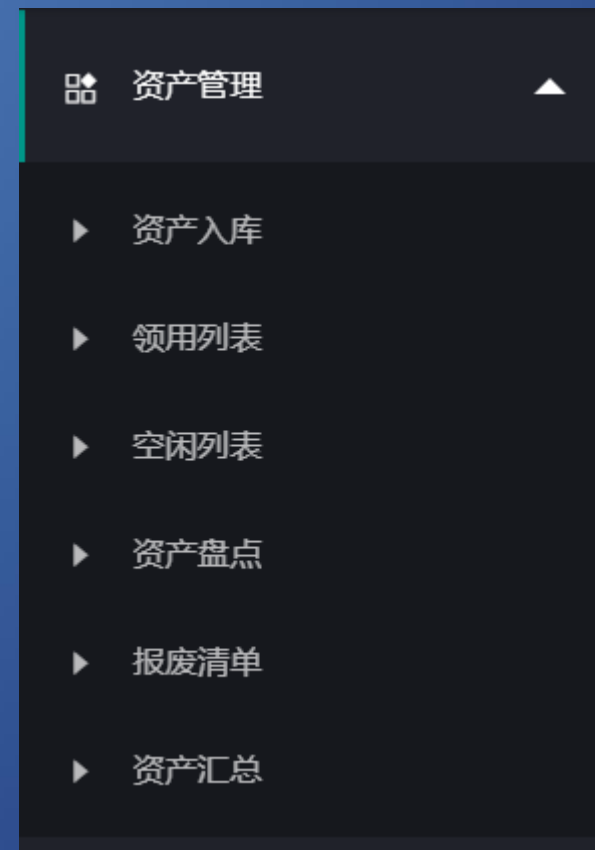 资产管理
资产入库
领用列表
空闲列表
资产盘点
报废清单
资产汇总